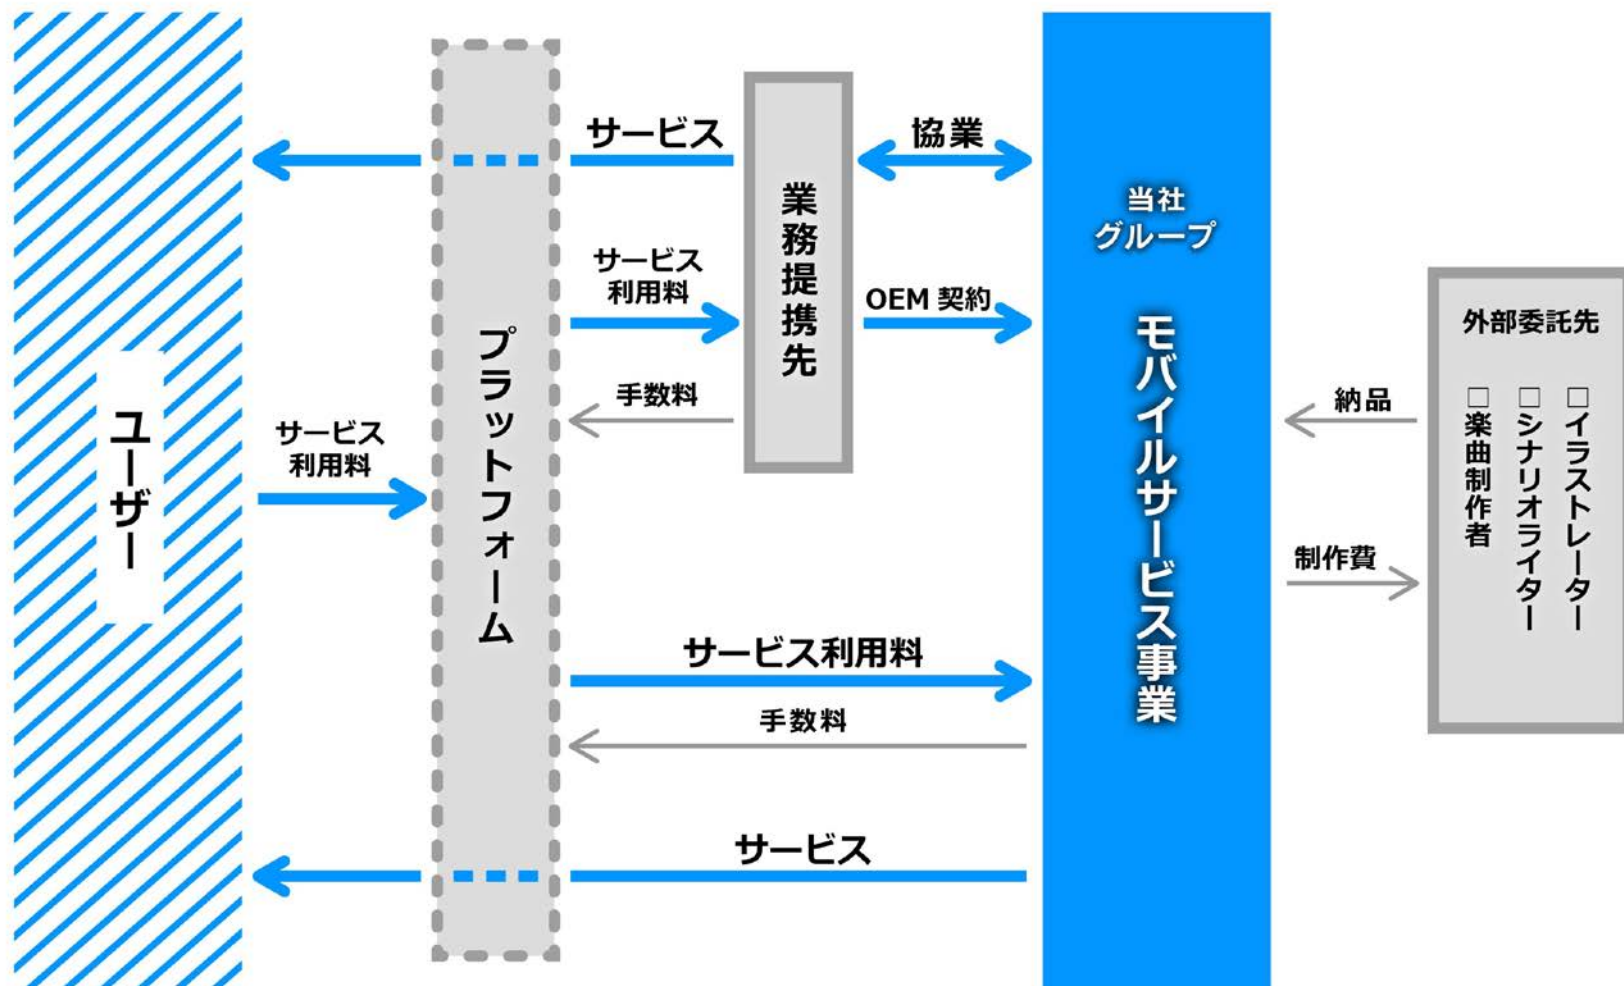 ユーザー
サービス
利用料
プラットフォーム
サービス
サービス
利用料
手数料
業務提携先
協業
OEM 契約
サービス利用料
手数料
サービス
当社
グループ
モバイルサービス事業
納品
制作費
外部委託先
□イラストレーター
□シナリオライター
□楽曲制作者